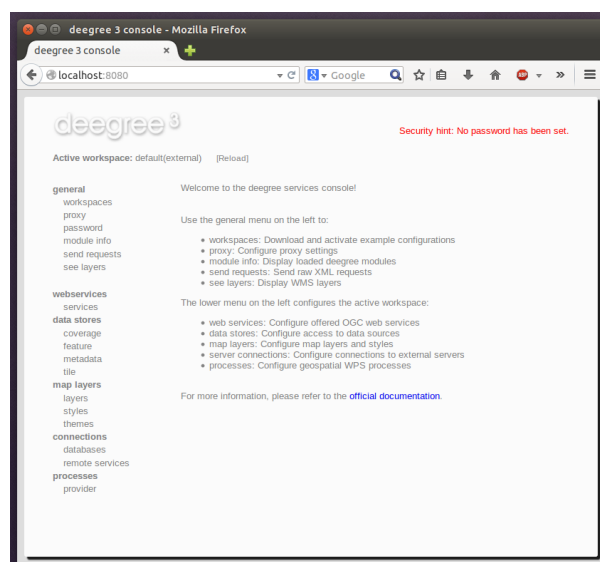 deegree 3 console - Mozilla Firefox
deegree 3 console
localhost:8080
Google
ABP
deegree 3
Security hint: No password has been set.
Active workspace: default(external) [Reload]
general
workspaces
proxy
password
module info
send requests
see layers
webservices
services
data stores
coverage
feature
metadata
tile
map layers
layers
styles
themes
connections
databases
remote services
processes
provider
Welcome to the deegree services console!
Use the general menu on the left to:
workspaces: Download and activate example configurations
proxy: Configure proxy settings
module info: Display loaded deegree modules
send requests: Send raw XML requests
see layers: Display WMS layers
The lower menu on the left configures the active workspace:
web services: Configure offered OGC web services
data stores: Configure access to data sources
map layers: Configure map layers and styles
server connections: Configure connections to external servers
processes: Configure geospatial WPS processes
For more information, please refer to the official documentation.